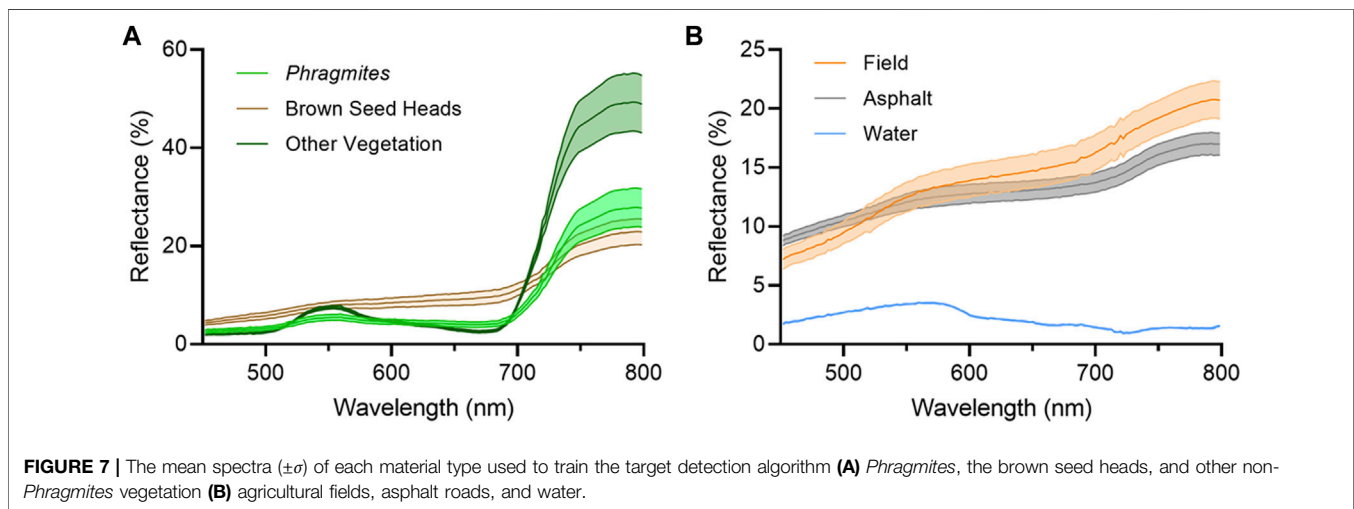 A
60
40
20
0
500
600
700
800
Reflectance (%)
Wavelength (nm)
Phragmites
Brown Seed Heads
Other Vegetation
B
25
20
15
10
5
0
500
600
700
800
Reflectance (%)
Wavelength (nm)
Field
Asphalt
Water
FIGURE 7 | The mean spectra (±σ) of each material type used to train the target detection algorithm (A) Phragmites, the brown seed heads, and other non-
Phragmites vegetation (B) agricultural fields, asphalt roads, and water.